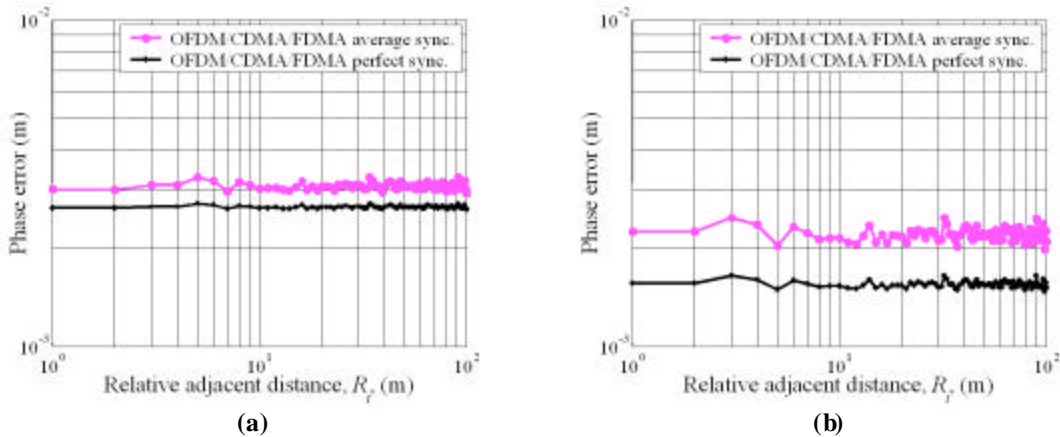 10⁻²
OFDM/CDMA/FDMA average sync.
OFDM/CDMA/FDMA perfect sync.
Phase error (m)
10⁻³
10⁰
10¹
10²
Relative adjacent distance, Rᵣ (m)
(a)
10⁻²
OFDM/CDMA/FDMA average sync.
OFDM/CDMA/FDMA perfect sync.
Phase error (m)
10⁻³
10⁰
10¹
10²
Relative adjacent distance, Rᵣ (m)
(b)